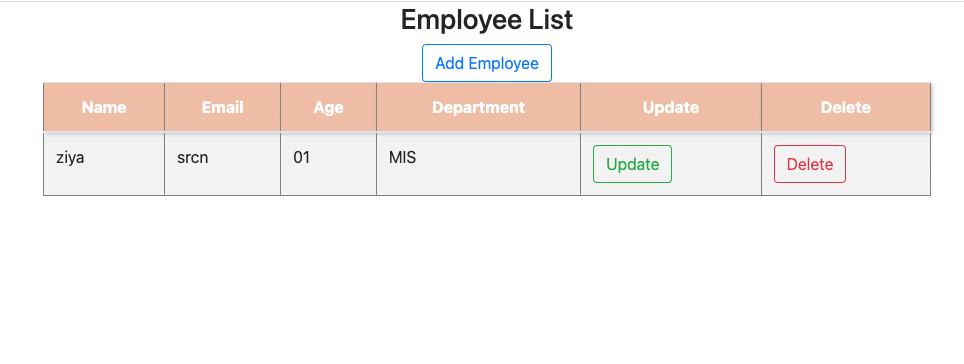 Employee List
Add Employee
Name Email Age Department Update Delete
ziya srcn 01 MIS Update Delete